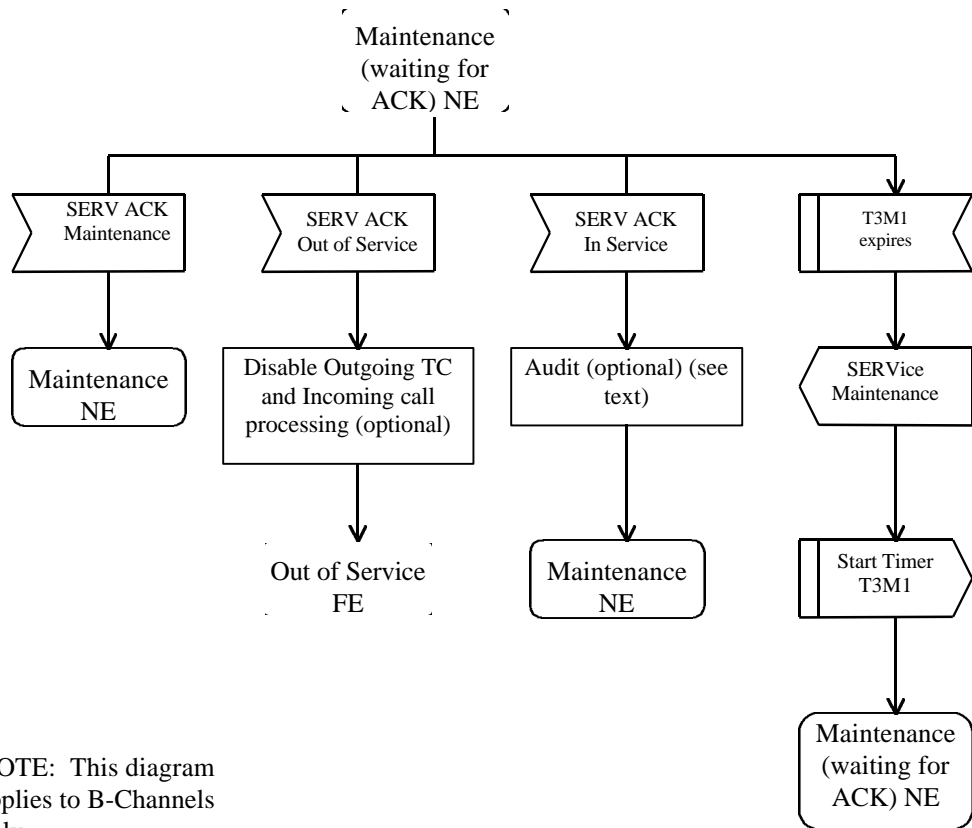 Maintenance
(waiting for
ACK) NE
SERV ACK
Maintenance
SERV ACK
Out of Service
SERV ACK
In Service
T3M1
expires
Maintenance
NE
Disable Outgoing TC
and Incoming call
processing (optional)
Audit (optional) (see
text)
SERVice
Maintenance
Out of Service
FE
Maintenance
NE
Start Timer
T3M1
Maintenance
(waiting for
ACK) NE
OTE: This diagram
plies to B-Channels